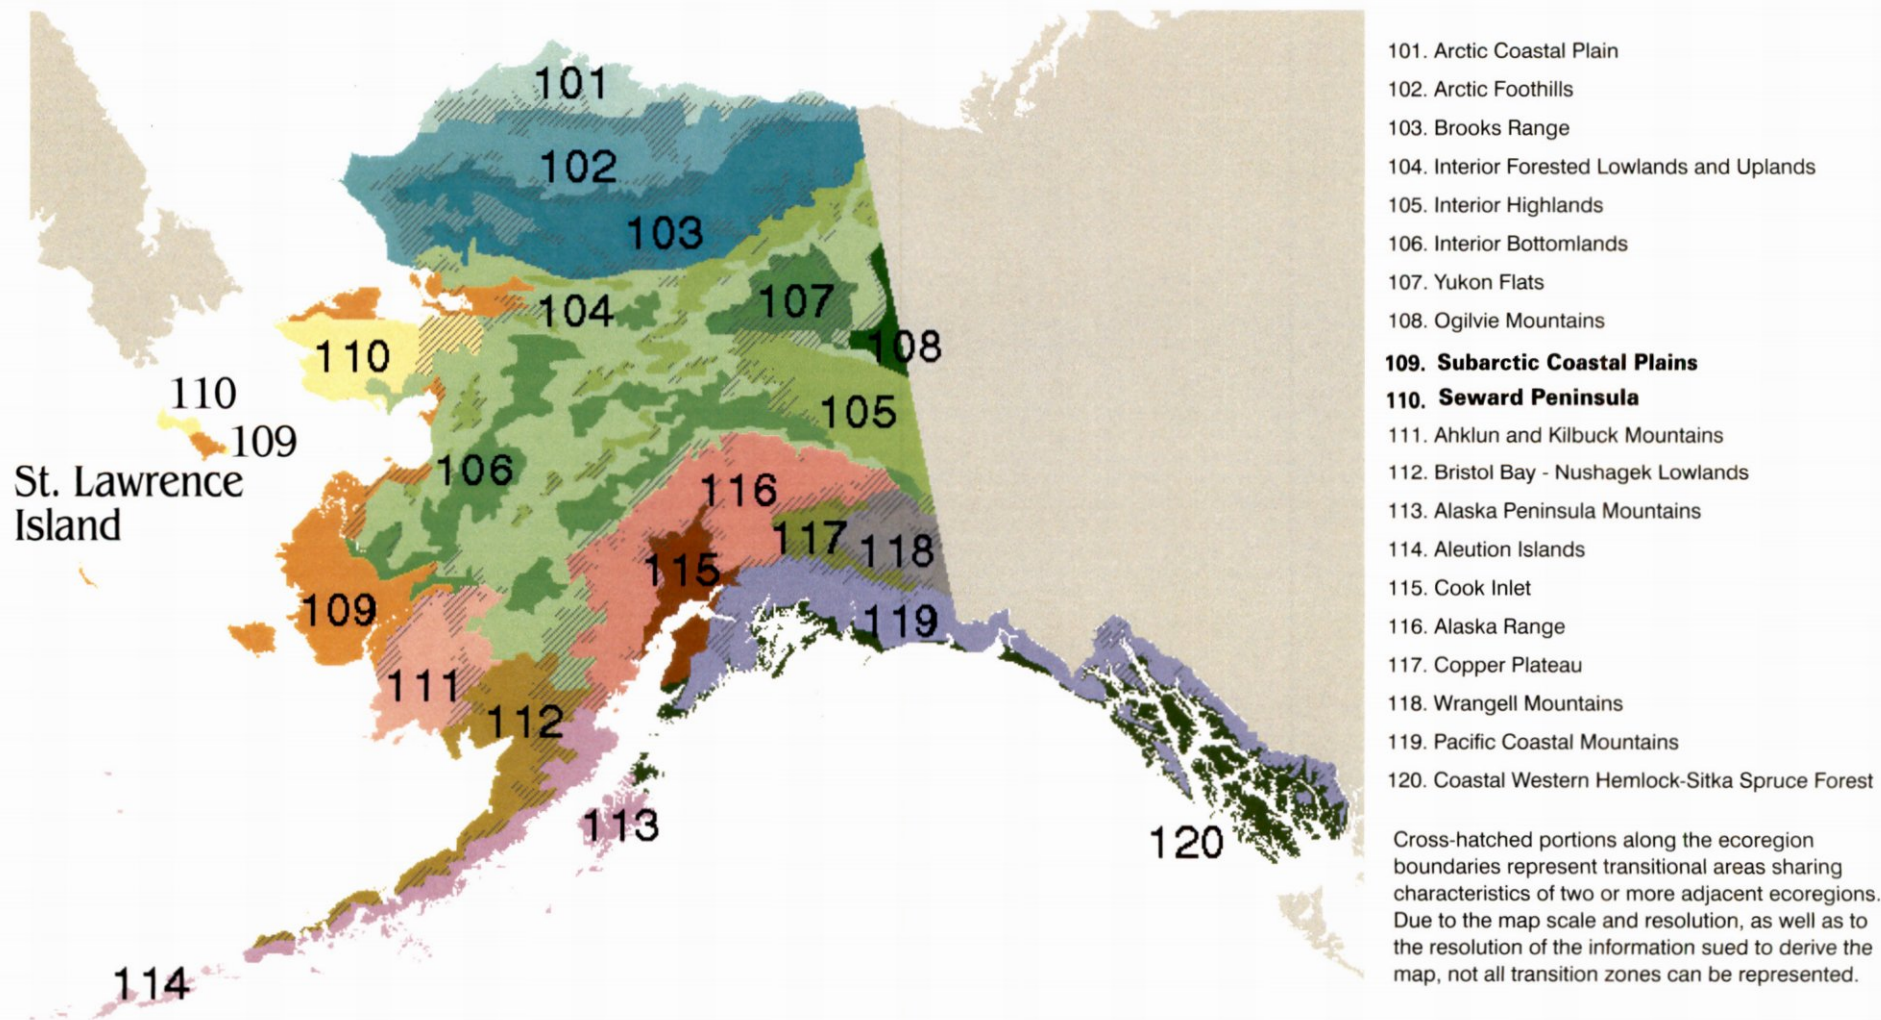 101
102
103
104
107
108
110
110
109
St. Lawrence
Island
105
106
116
117
118
115
109
119
111
112
113
120
114
101. Arctic Coastal Plain
102. Arctic Foothills
103. Brooks Range
104. Interior Forested Lowlands and Uplands
105. Interior Highlands
106. Interior Bottomlands
107. Yukon Flats
108. Ogilvie Mountains
109. Subarctic Coastal Plains
110. Seward Peninsula
111. Ahklun and Kilbuck Mountains
112. Bristol Bay - Nushagek Lowlands
113. Alaska Peninsula Mountains
114. Aleution Islands
115. Cook Inlet
116. Alaska Range
117. Copper Plateau
118. Wrangell Mountains
119. Pacific Coastal Mountains
120. Coastal Western Hemlock-Sitka Spruce Forest
Cross-hatched portions along the ecoregion
boundaries represent transitional areas sharing
characteristics of two or more adjacent ecoregions.
Due to the map scale and resolution, as well as to
the resolution of the information sued to derive the
map, not all transition zones can be represented.